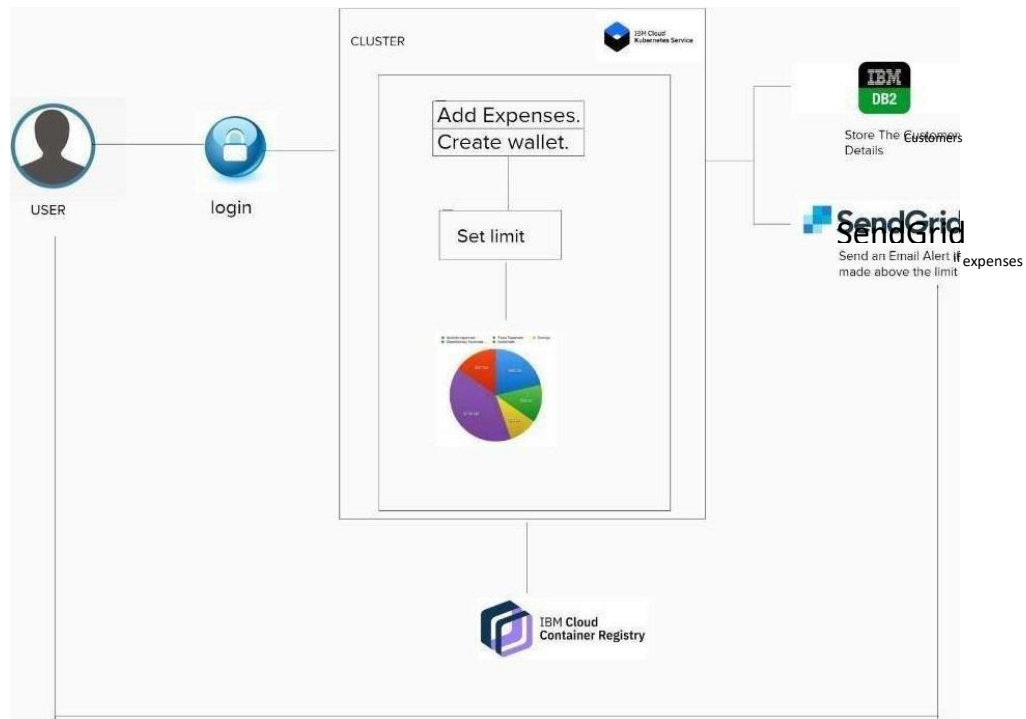 CLUSTER
IBM Cloud
Kubernetes Service
Add Expenses.
Create wallet.
IBM
DB2
Store The Customers
Details
USER
login
Set limit
SendGrid
Send an Email Alert if expenses
made above the limit
IBM Cloud
Container Registry